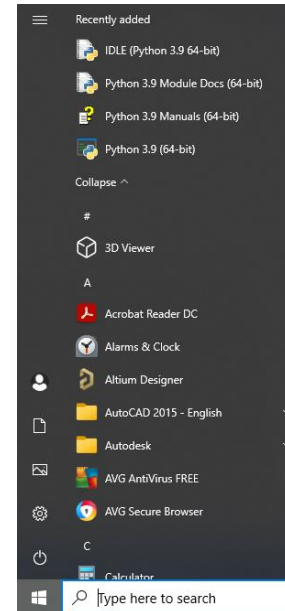 Recently added
IDLE (Python 3.9 64-bit)
Python 3.9 Module Docs (64-bit)
Python 3.9 Manuals (64-bit)
Python 3.9 (64-bit)
Collapse
#
3D Viewer
A
Acrobat Reader DC
Alarms & Clock
Altium Designer
AutoCAD 2015 - English
Autodesk
AVG AntiVirus FREE
AVG Secure Browser
C
Calculator
Type here to search